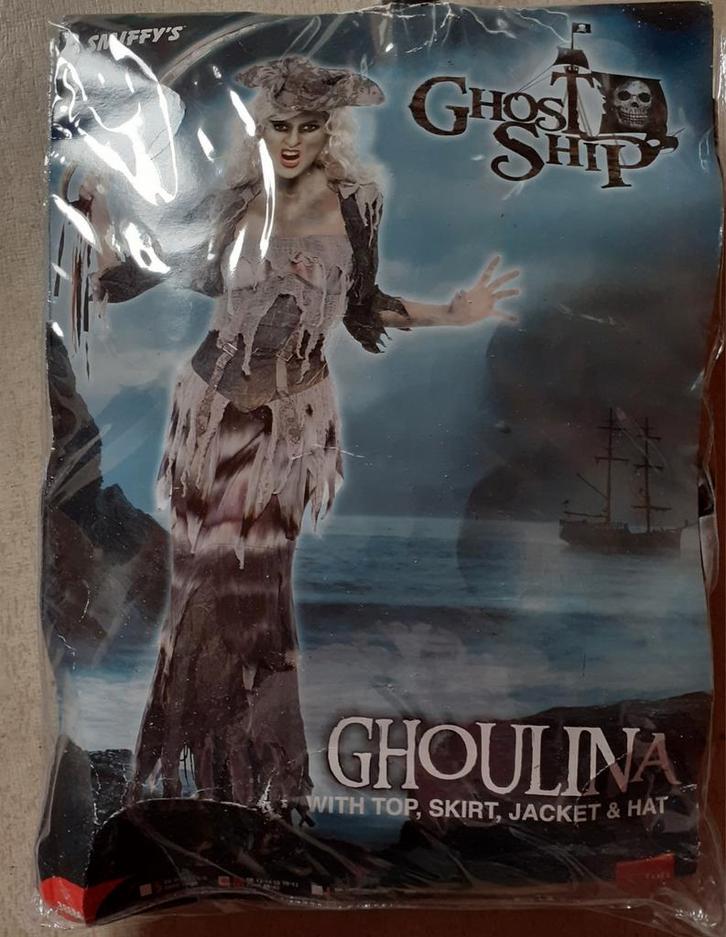 SMIFFY'S
GHOST
SHIP
GHOULINA
WITH TOP, SKIRT, JACKET & HAT